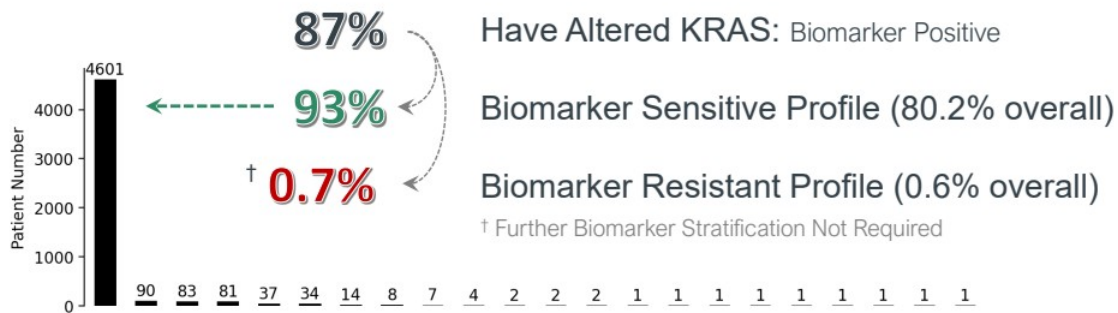 87% Have Altered KRAS: Biomarker Positive
4601
4000
93% Biomarker Sensitive Profile (80.2% overall)
3000
† 0.7% Biomarker Resistant Profile (0.6% overall)
2000
† Further Biomarker Stratification Not Required
1000
Patient Number
90 83 81 37 34 14 8 7 4 2 2 2 1 1 1 1 1 1 1 1 1
0